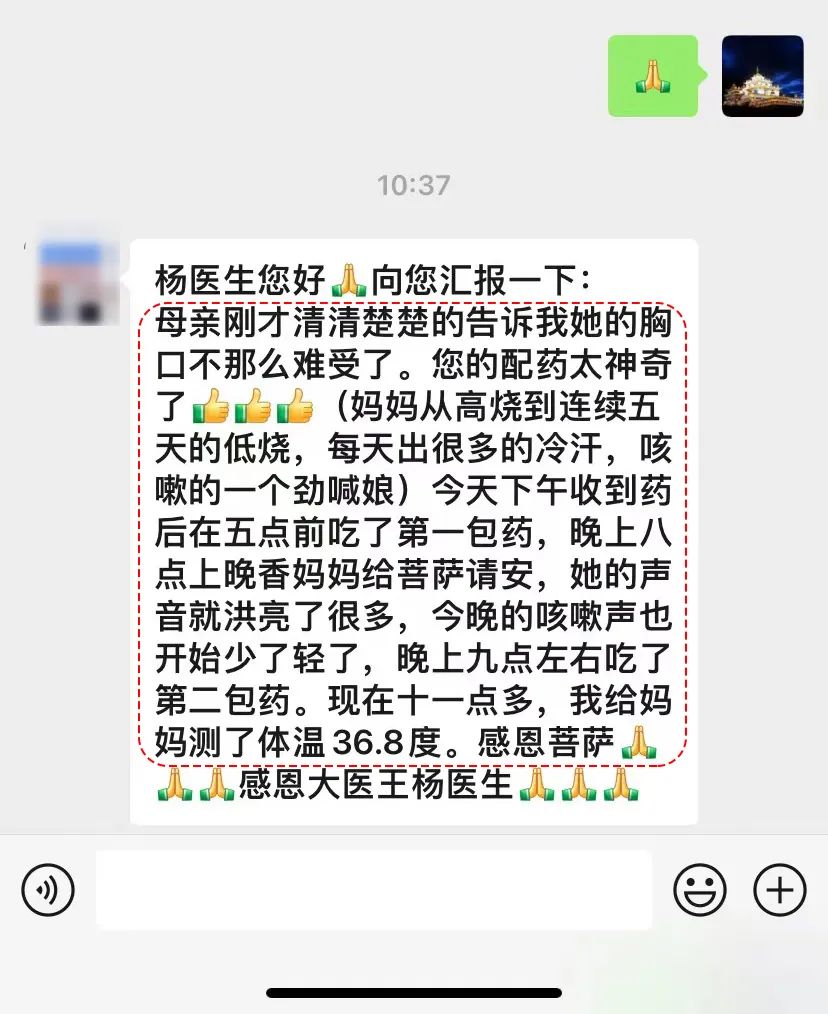 🙏
10:37
杨医生您好🙏向您汇报一下：
母亲刚才清清楚楚的告诉我她的胸
口不那么难受了。您的配药太神奇
了👍👍👍（妈妈从高烧到连续五
天的低烧，每天出很多的冷汗，咳
嗽的一个劲喊娘）今天下午收到药
后在五点前吃了第一包药，晚上八
点上晚香妈妈给菩萨请安，她的声
音就洪亮了很多，今晚的咳嗽声也
开始少了轻了，晚上九点左右吃了
第二包药。现在十一点多，我给妈
妈测了体温36.8度。感恩菩萨🙏
🙏🙏感恩大医王杨医生🙏🙏🙏